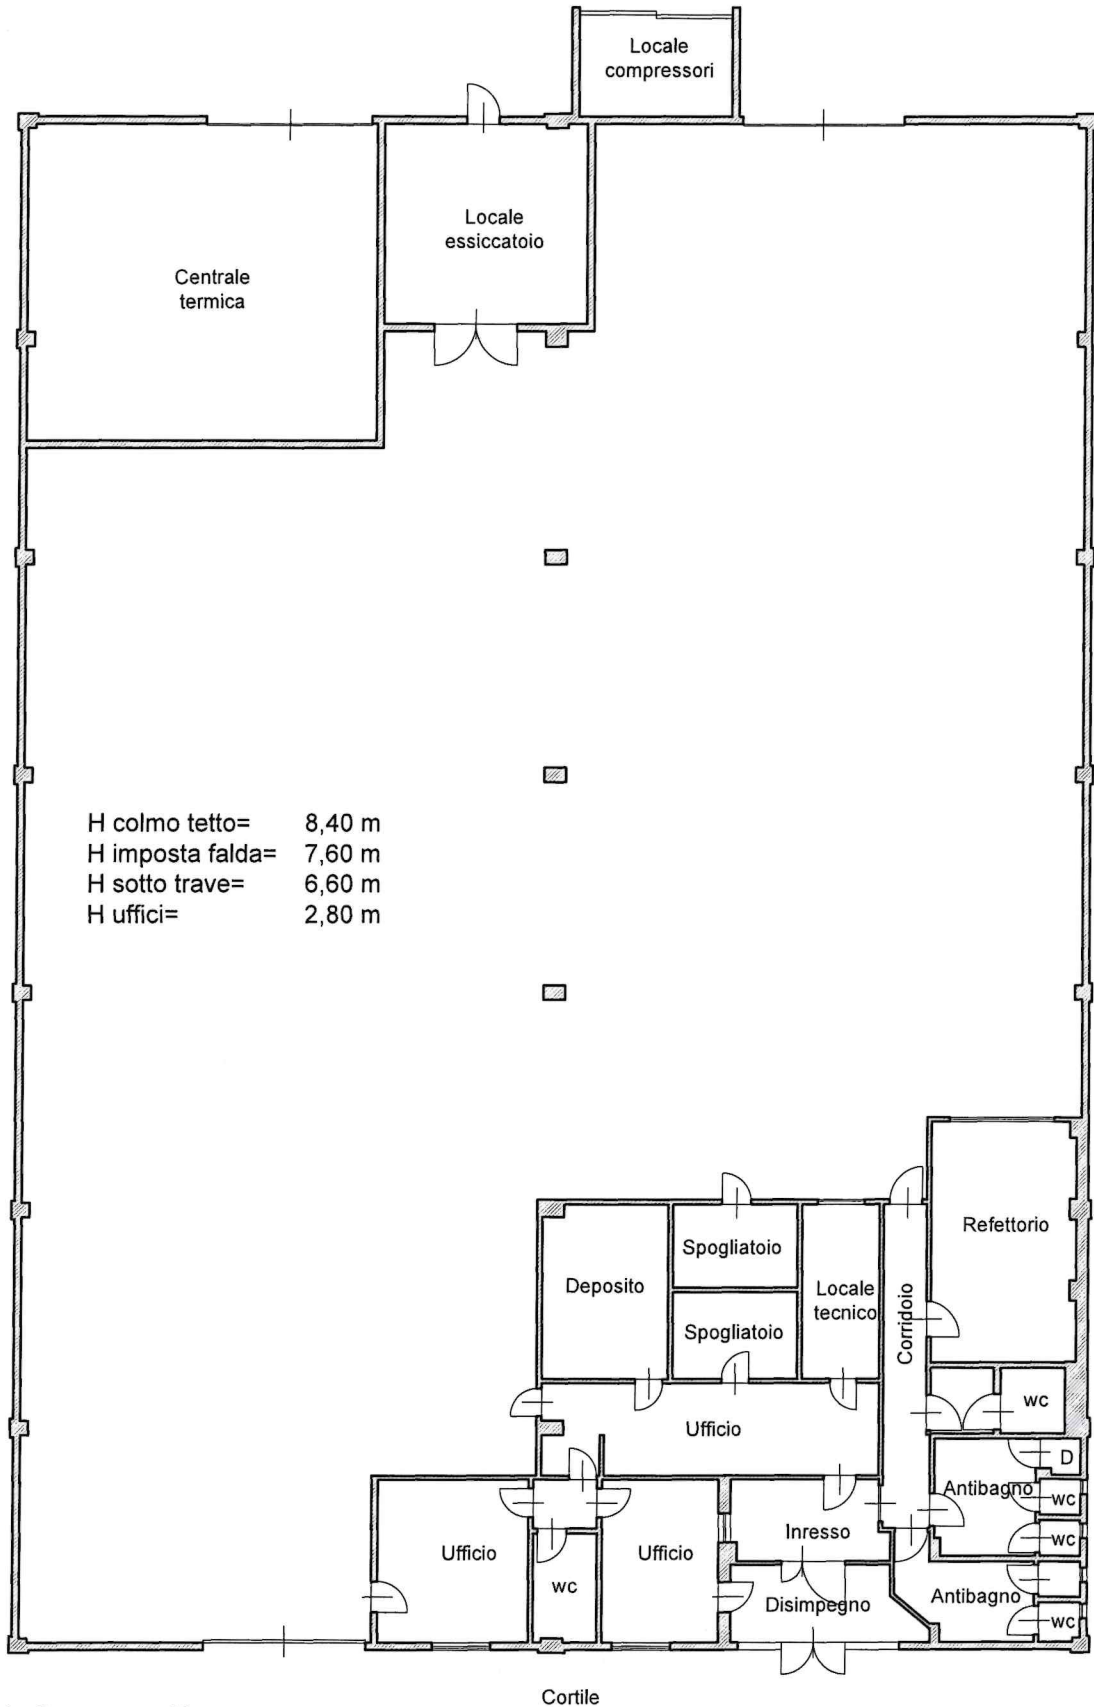 Locale
compressori
Locale
essiccatoio
Centrale
termica
H colmo tetto= 8,40 m
H imposta falda= 7,60 m
H sotto trave= 6,60 m
H uffici= 2,80 m
Refettorio
Spogliatoio
Deposito
Locale
tecnico
Corridoio
Spogliatoio
wc
Ufficio
D
Antibagno
wc
wc
Inresso
Ufficio
Ufficio
wc
Disimpegno
Antibagno
wc
Cortile